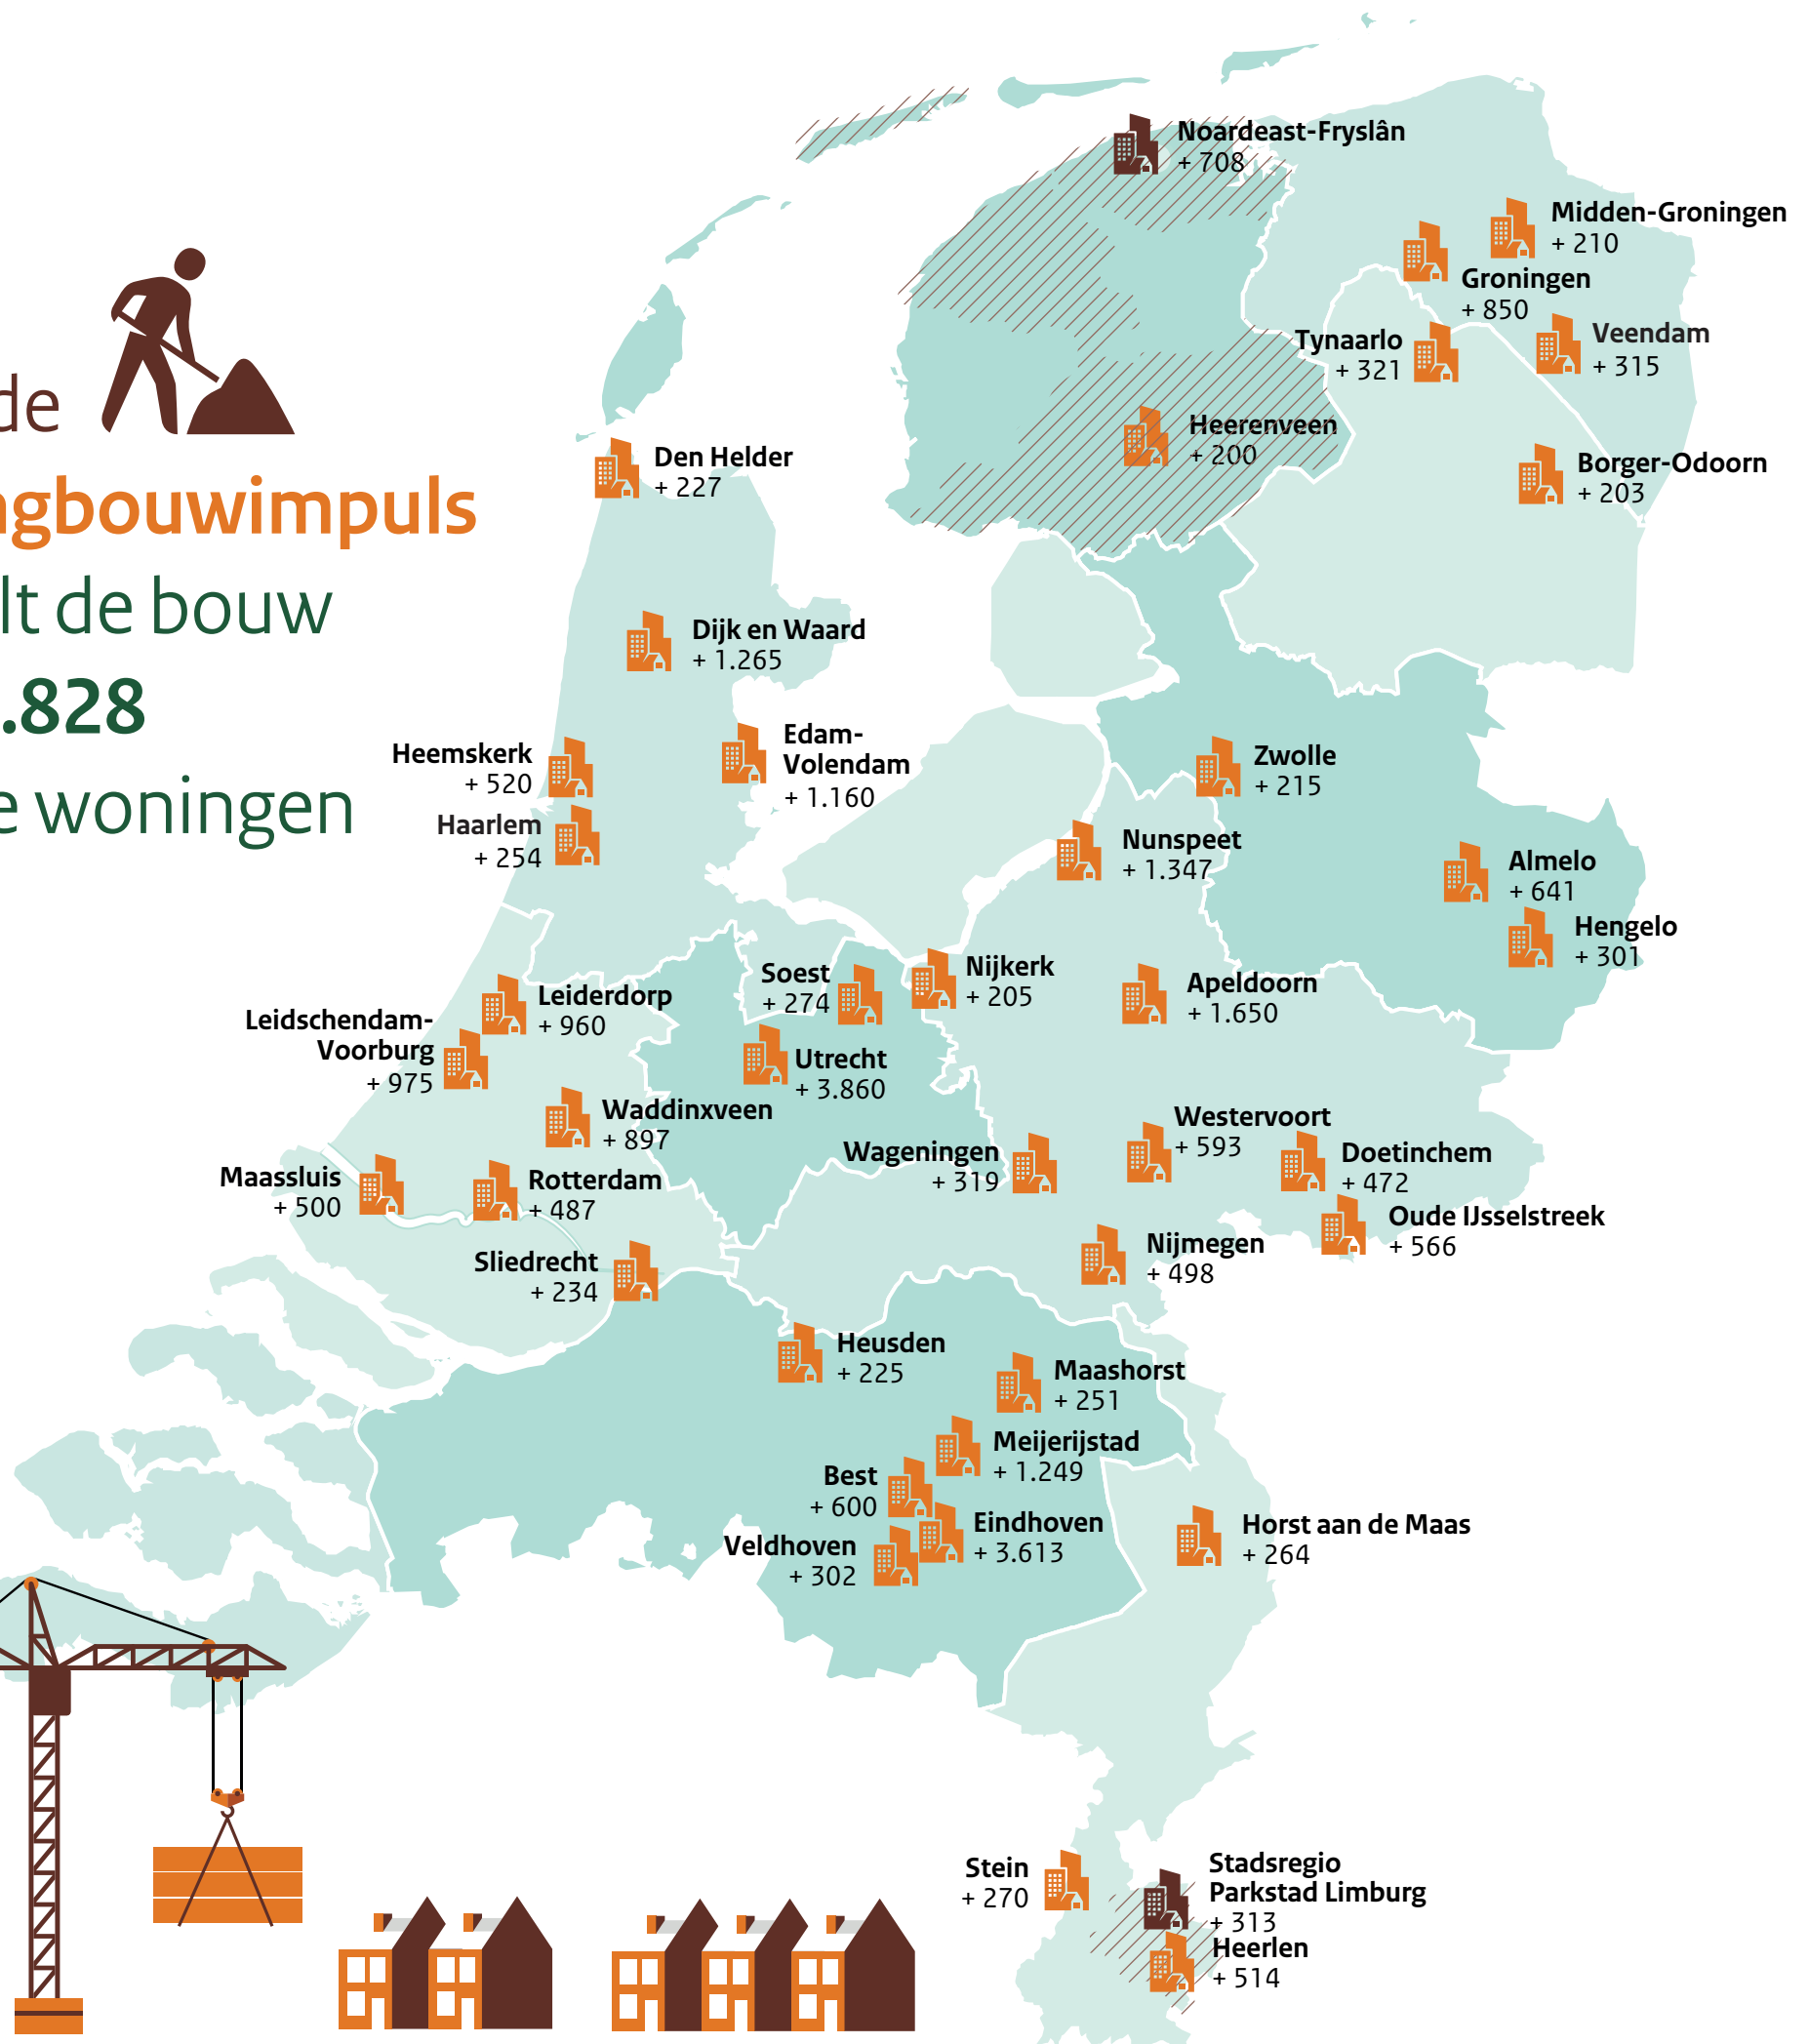 de
gbouwimpuls
lt de bouw
.828
e woningen
Noardeast-Fryslân
+ 708
Midden-Groningen
+ 210
Groningen
+ 850
Tynaarlo
+ 321
Veendam
+ 315
Heerenveen
+ 200
Borger-Odoorn
+ 203
Den Helder
+ 227
Dijk en Waard
+ 1.265
Edam-
Volendam
+ 1.160
Heemskerk
+ 520
Haarlem
+ 254
Zwolle
+ 215
Nunspeet
+ 1.347
Almelo
+ 641
Hengelo
+ 301
Soest
+ 274
Nijkerk
+ 205
Apeldoorn
+ 1.650
Leiderdorp
+ 960
Leidschendam-
Voorburg
+ 975
Utrecht
+ 3.860
Waddinxveen
+ 897
Westervoort
+ 593
Wageningen
+ 319
Doetinchem
+ 472
Maassluis
+ 500
Rotterdam
+ 487
Oude IJsselstreek
+ 566
Nijmegen
+ 498
Sliedrecht
+ 234
Heusden
+ 225
Maashorst
+ 251
Meijerijstad
+ 1.249
Best
+ 600
Eindhoven
+ 3.613
Veldhoven
+ 302
Horst aan de Maas
+ 264
Stein
+ 270
Stadsregio
Parkstad Limburg
+ 313
Heerlen
+ 514